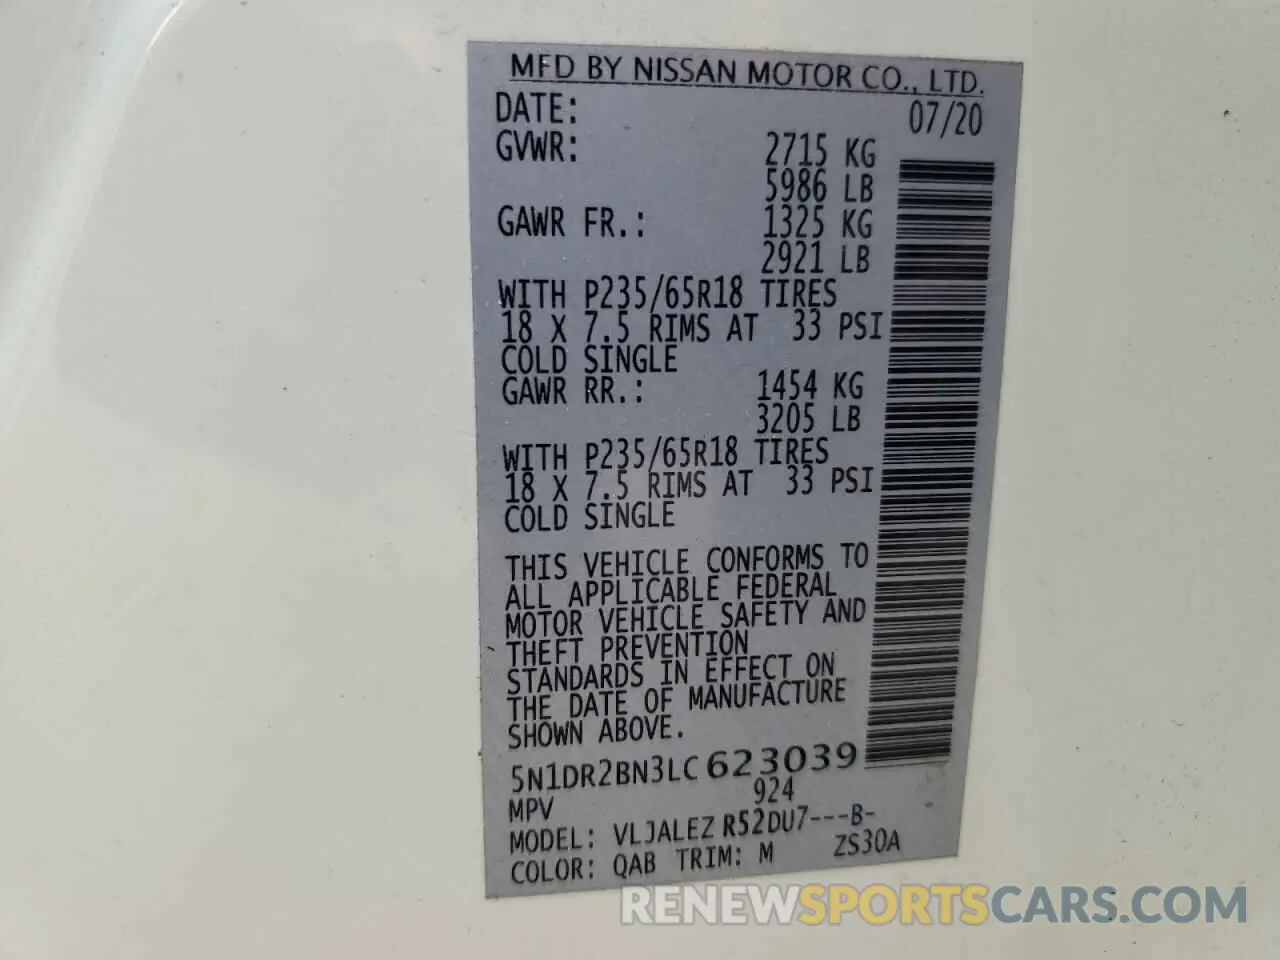 MFD BY NISSAN MOTOR CO., LTD.
DATE: 07/20
GVWR: 2715 KG
5986 LB
GAWR FR.: 1325 KG
2921 LB
WITH P235/65R18 TIRES
18 X 7.5 RIMS AT 33 PSI
COLD SINGLE
GAWR RR.: 1454 KG
3205 LB
WITH P235/65R18 TIRES
18 X 7.5 RIMS AT 33 PSI
COLD SINGLE
THIS VEHICLE CONFORMS TO
ALL APPLICABLE FEDERAL
MOTOR VEHICLE SAFETY AND
THEFT PREVENTION
STANDARDS IN EFFECT ON
THE DATE OF MANUFACTURE
SHOWN ABOVE.
5N1DR2BN3LC623039
MPV 924
MODEL: VLJALEZ R52DU7---B-
COLOR: QAB TRIM: M ZS30A
RENEWSPORTSCARS.COM